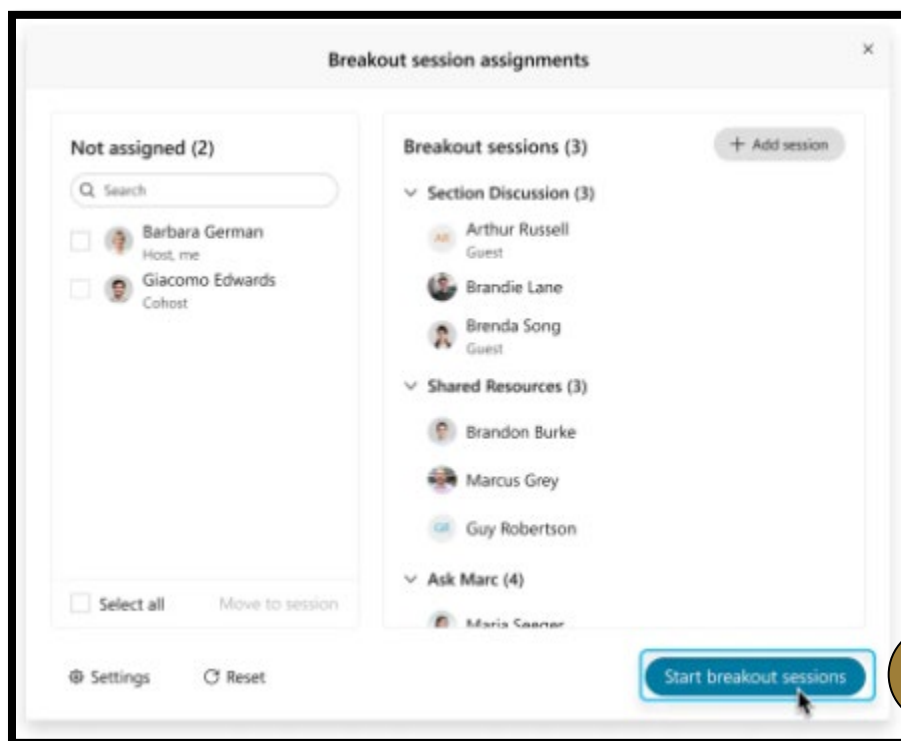 Breakout session assignments
Not assigned (2)
Search
Barbara German
Host, me
Giacomo Edwards
Cohost
Select all
Move to session
Breakout sessions (3)
+ Add session
Section Discussion (3)
AR
Arthur Russell
Guest
Brandie Lane
Brenda Song
Guest
Shared Resources (3)
Brandon Burke
Marcus Grey
GR
Guy Robertson
Ask Marc (4)
Maria Seeger
Settings
Reset
Start breakout sessions